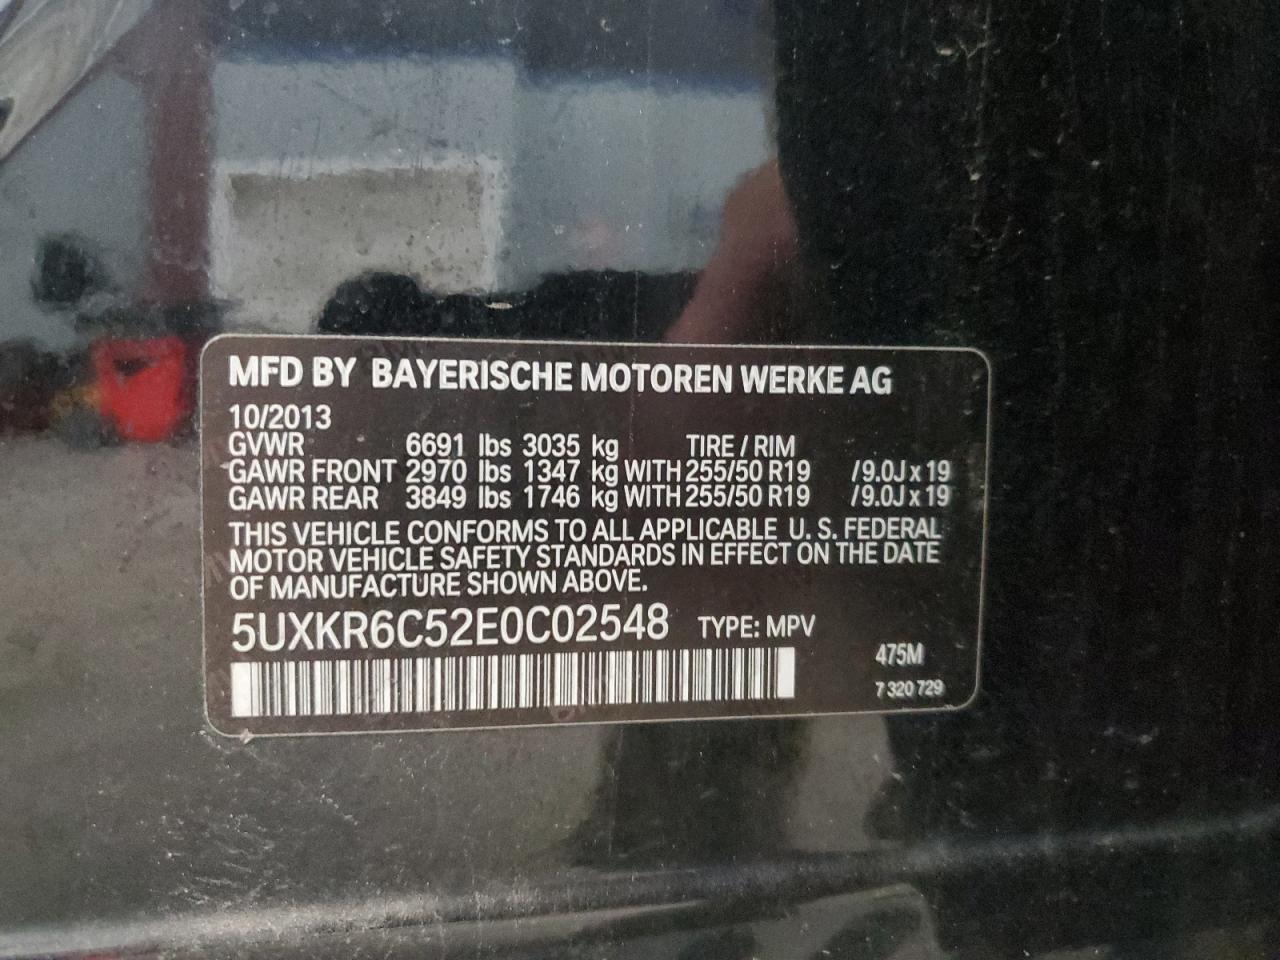 MFD BY BAYERISCHE MOTOREN WERKE AG
10/2013
GVWR 6691 lbs 3035 kg TIRE / RIM
GAWR FRONT 2970 lbs 1347 kg WITH 255/50 R19 /9.0J x 19
GAWR REAR 3849 lbs 1746 kg WITH 255/50 R19 /9.0J x 19
THIS VEHICLE CONFORMS TO ALL APPLICABLE U. S. FEDERAL
MOTOR VEHICLE SAFETY STANDARDS IN EFFECT ON THE DATE
OF MANUFACTURE SHOWN ABOVE.
5UXKR6C52E0C02548 TYPE: MPV
475M
7 320 729